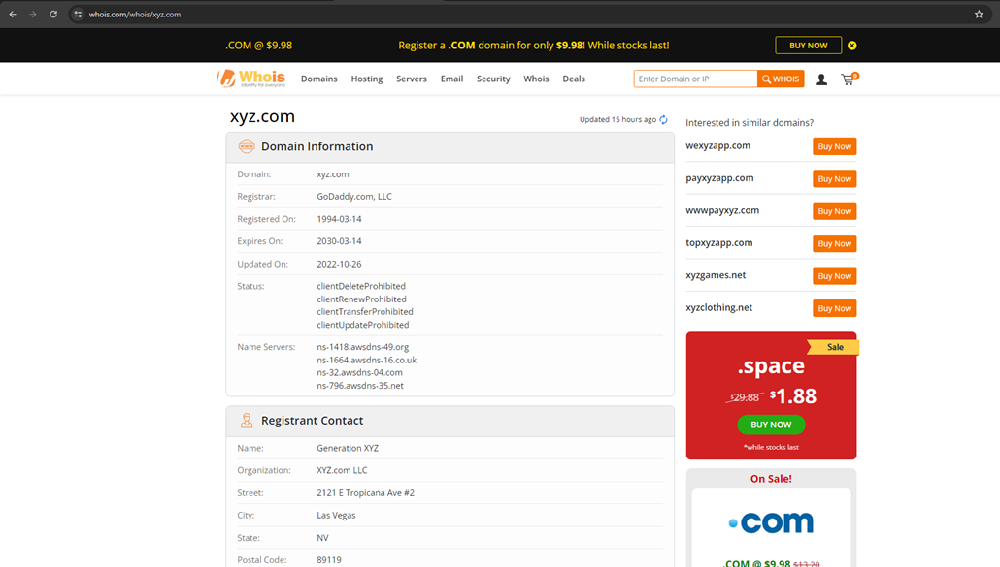 whois.com/whois/xyz.com
.COM @ $9.98
Register a .COM domain for only $9.98! While stocks last!
BUY NOW
Whois
Identity for everyone
Domains
Hosting
Servers
Email
Security
Whois
Deals
Enter Domain or IP
WHOIS
0
xyz.com
Updated 15 hours ago
www
Domain Information
Domain: xyz.com
Registrar: GoDaddy.com, LLC
Registered On: 1994-03-14
Expires On: 2030-03-14
Updated On: 2022-10-26
Status: clientDeleteProhibited
clientRenewProhibited
clientTransferProhibited
clientUpdateProhibited
Name Servers: ns-1418.awsdns-49.org
ns-1664.awsdns-16.co.uk
ns-32.awsdns-04.com
ns-796.awsdns-35.net
Registrant Contact
Name: Generation XYZ
Organization: XYZ.com LLC
Street: 2121 E Tropicana Ave #2
City: Las Vegas
State: NV
Postal Code: 89119
Interested in similar domains?
wexyzapp.com Buy Now
payxyzapp.com Buy Now
wwwpayxyz.com Buy Now
topxyzapp.com Buy Now
xyzgames.net Buy Now
xyzclothing.net Buy Now
Sale
.space
$29.88 $1.88
BUY NOW
*while stocks last
On Sale!
.com
.COM @ $9.98 $13.20